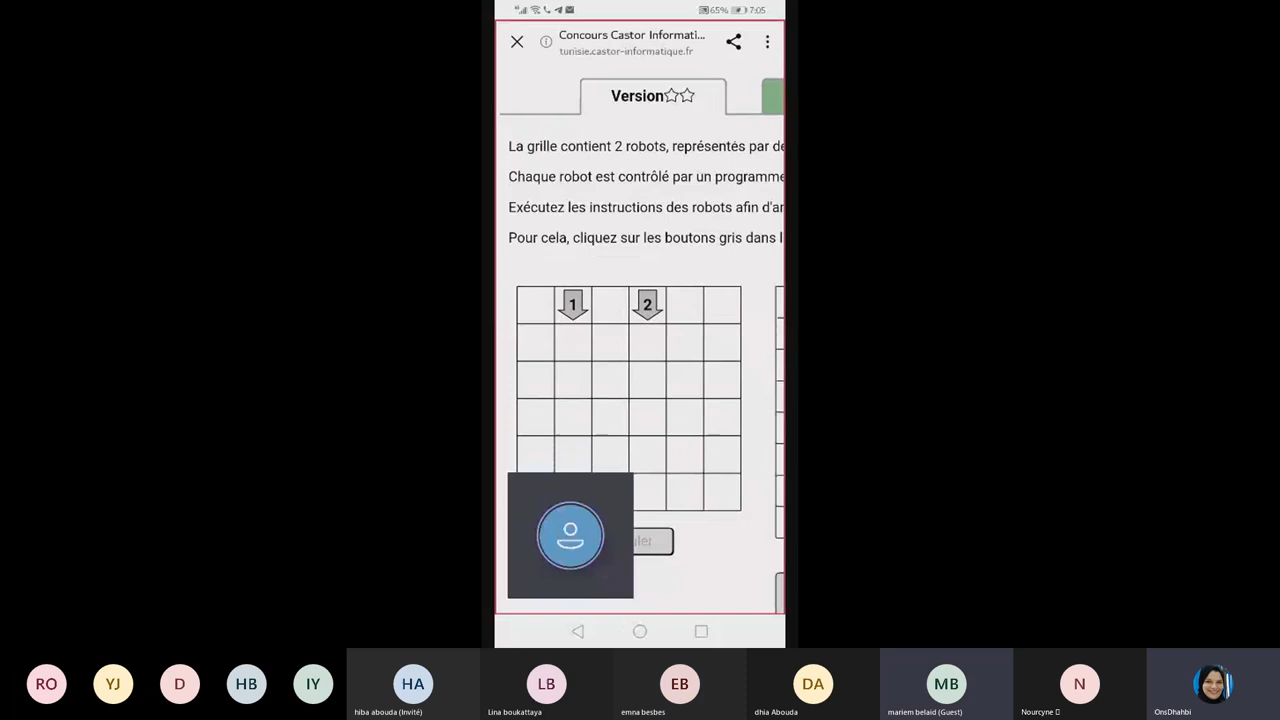 65% 7:05
Concours Castor Informati...
tunisie.castor-informatique.fr
Version☆☆
La grille contient 2 robots, représentés par de
Chaque robot est contrôlé par un programme
Exécutez les instructions des robots afin d'ar
Pour cela, cliquez sur les boutons gris dans l
1 2
uler
RO YJ D HB IY HA LB EB DA MB N
hiba abouda (Invité) Lina boukattaya emna besbes dhia Abouda mariem belaid (Guest) Nourcyne OnsDhahbi